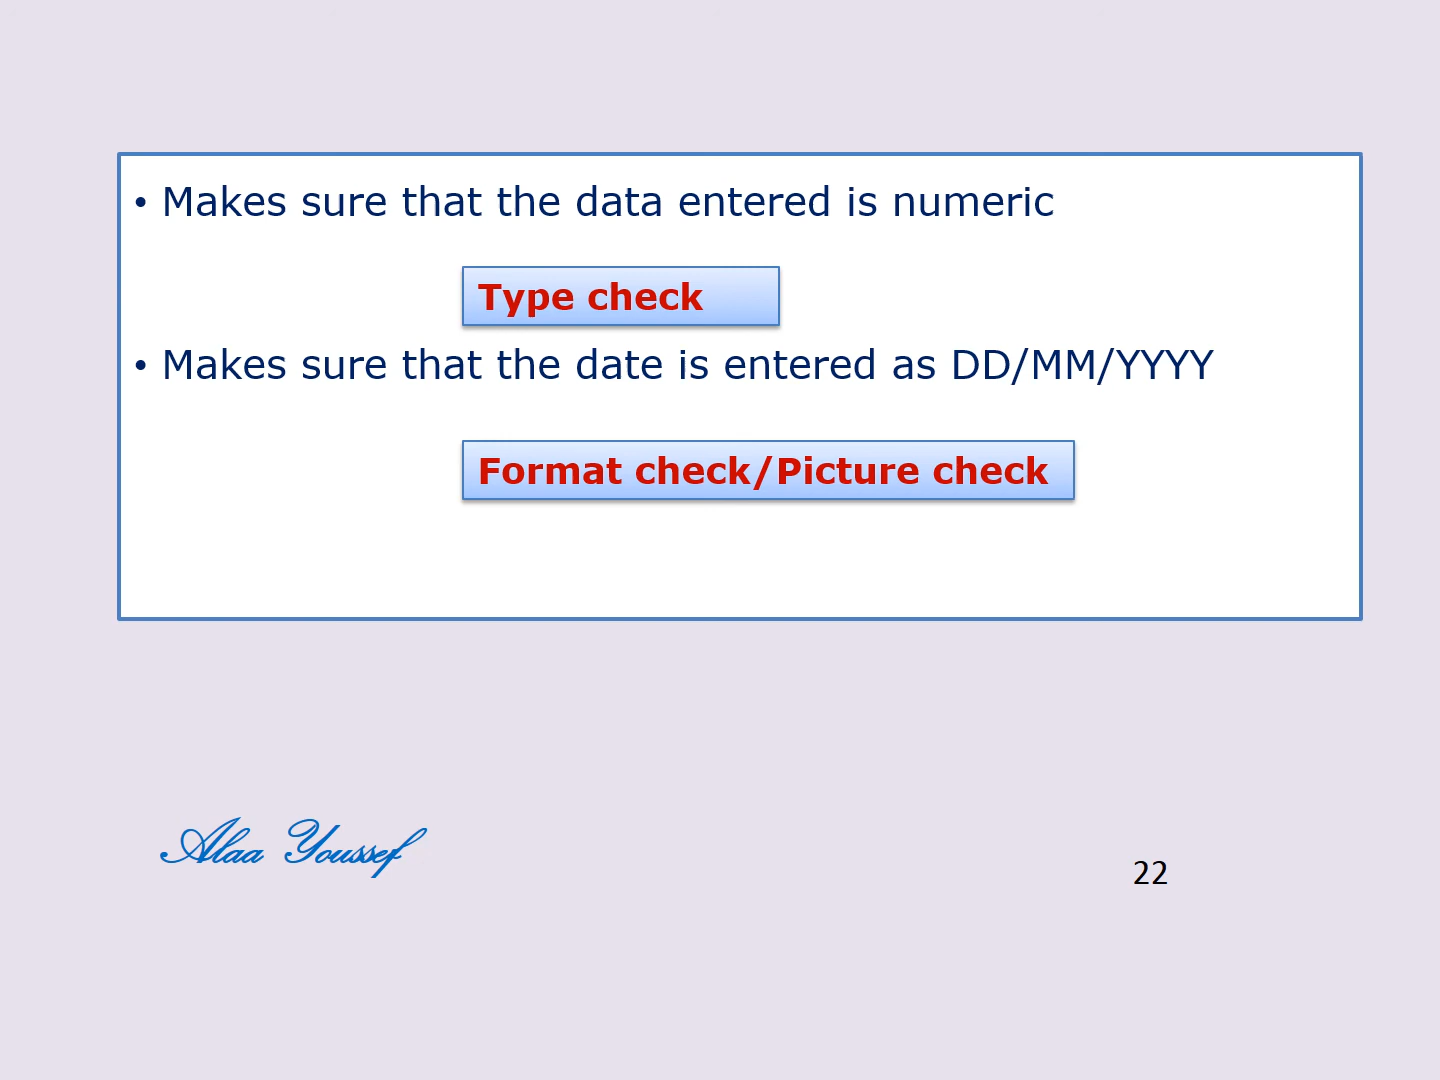 • Makes sure that the data entered is numeric
Type check
• Makes sure that the date is entered as DD/MM/YYYY
Format check/Picture check
Alaa Youssef
22